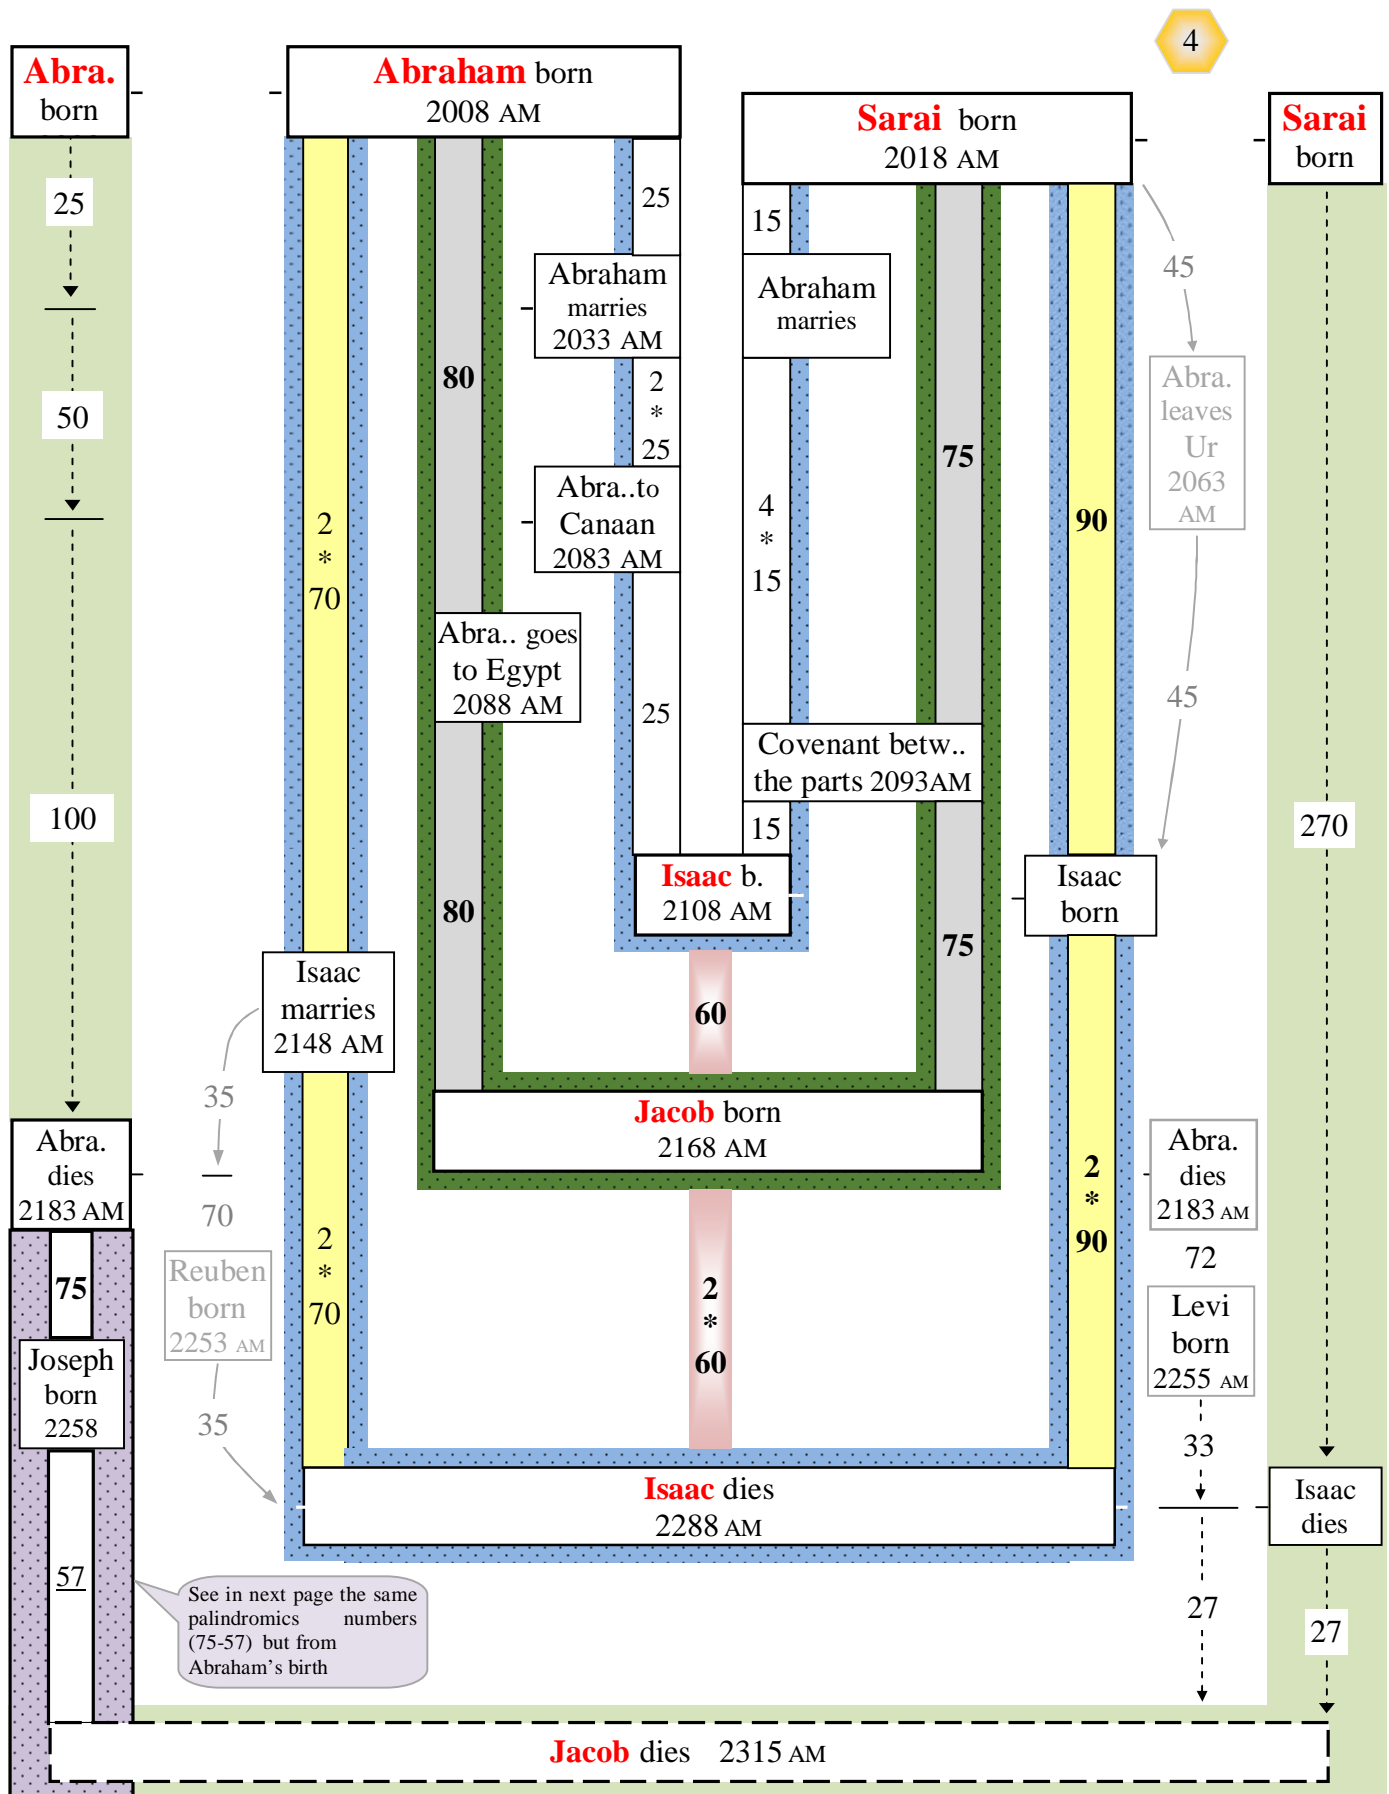 4
Abra.
born
Abraham born
2008 AM
Sarai born
2018 AM
Sarai
born
25
50
100
Abra.
dies
2183 AM
75
Joseph
born
2258
57
2
*
70
Isaac
marries
2148 AM
35
70
Reuben
born
2253 AM
35
2
*
70
80
Abra.. goes
to Egypt
2088 AM
80
25
Abraham
marries
2033 AM
2
*
25
Abra..to
Canaan
2083 AM
25
15
Abraham
marries
4
*
15
Covenant betw..
the parts 2093AM
15
Isaac b.
2108 AM
75
75
60
Jacob born
2168 AM
2
*
60
90
Isaac
born
2
*
90
45
Abra.
leaves
Ur
2063
AM
45
Abra.
dies
2183 AM
72
Levi
born
2255 AM
33
27
270
Isaac
dies
27
Isaac dies
2288 AM
See in next page the same
palindromics numbers
(75-57) but from
Abraham's birth
Jacob dies 2315 AM